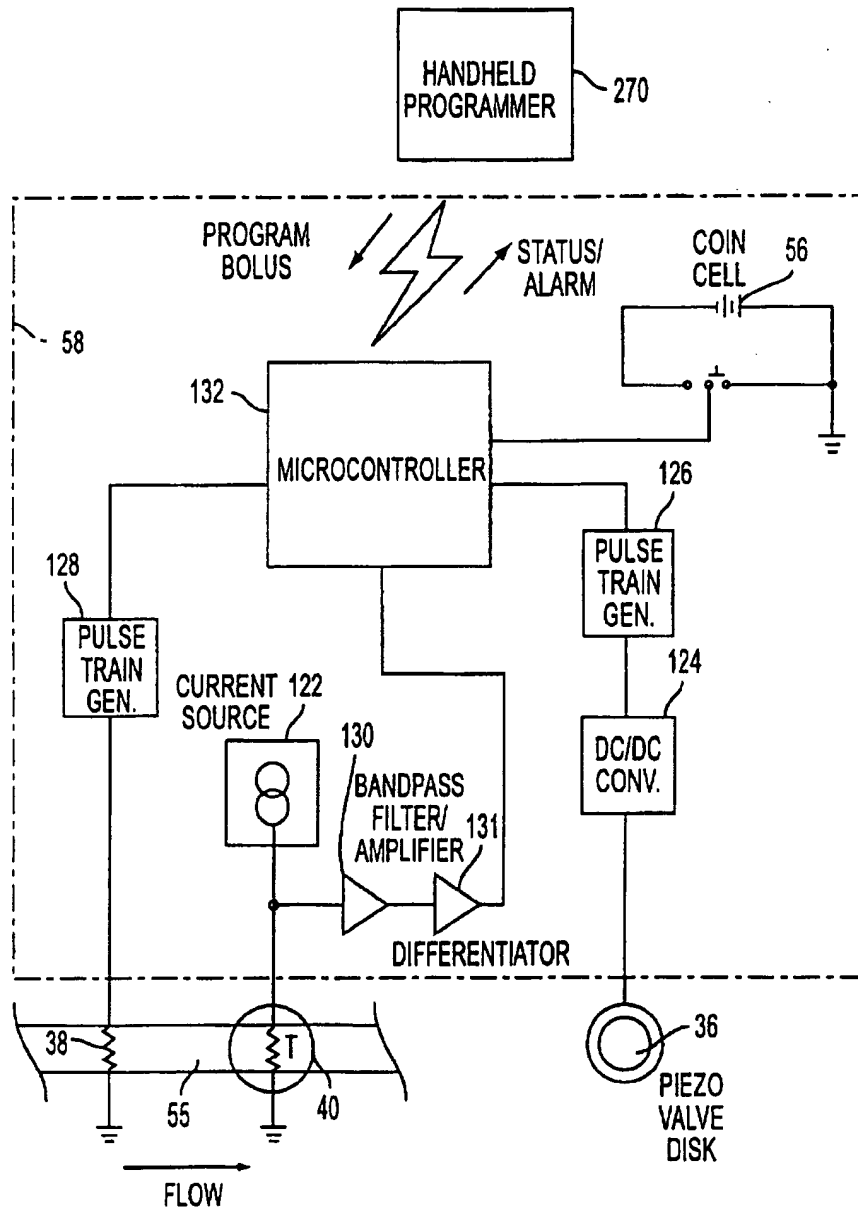 HANDHELD
PROGRAMMER
270
PROGRAM
BOLUS
STATUS/
ALARM
COIN
CELL
56
58
132
MICROCONTROLLER
126
PULSE
TRAIN
GEN.
128
PULSE
TRAIN
GEN.
124
DC/DC
CONV.
CURRENT
SOURCE
122
130
BANDPASS
FILTER/
AMPLIFIER
131
DIFFERENTIATOR
38
55
T
40
36
PIEZO
VALVE
DISK
FLOW